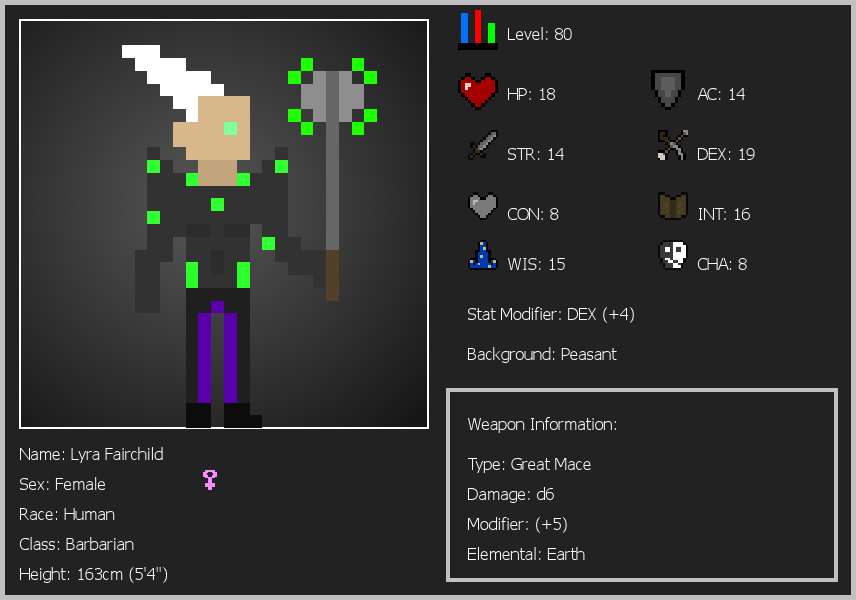 Level: 80
HP: 18
AC: 14
STR: 14
DEX: 19
CON: 8
INT: 16
WIS: 15
CHA: 8
Stat Modifier: DEX (+4)
Background: Peasant
Weapon Information:
Type: Great Mace
Damage: d6
Modifier: (+5)
Elemental: Earth
Name: Lyra Fairchild
Sex: Female
Race: Human
Class: Barbarian
Height: 163cm (5'4")